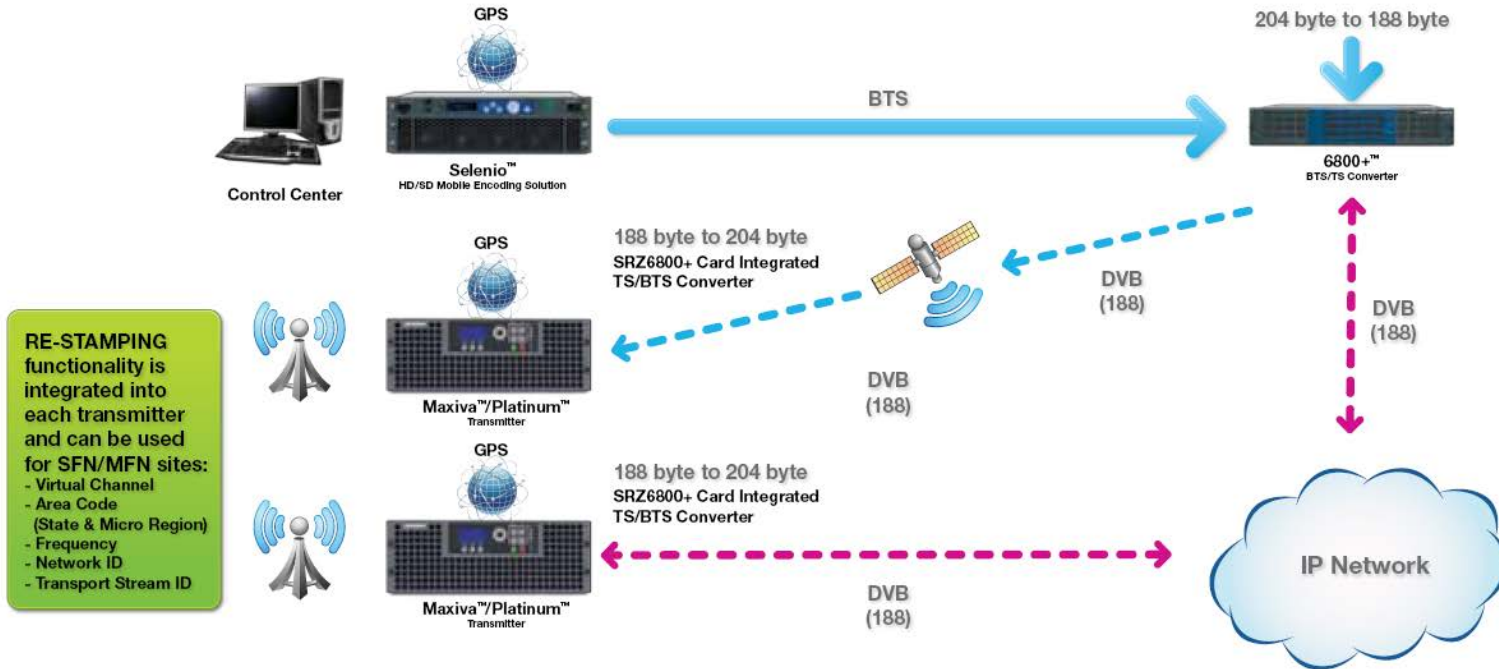 GPS
204 byte to 188 byte
BTS
Selenio™
HD/SD Mobile Encoding Solution
Control Center
6800+™
BTS/TS Converter
GPS
188 byte to 204 byte
SRZ6800+ Card Integrated
TS/BTS Converter
DVB
(188)
DVB
(188)
DVB
(188)
Maxiva™/Platinum™
Transmitter
RE-STAMPING
functionality is
integrated into
each transmitter
and can be used
for SFN/MFN sites:
- Virtual Channel
- Area Code
(State & Micro Region)
- Frequency
- Network ID
- Transport Stream ID
GPS
188 byte to 204 byte
SRZ6800+ Card Integrated
TS/BTS Converter
DVB
(188)
Maxiva™/Platinum™
Transmitter
IP Network